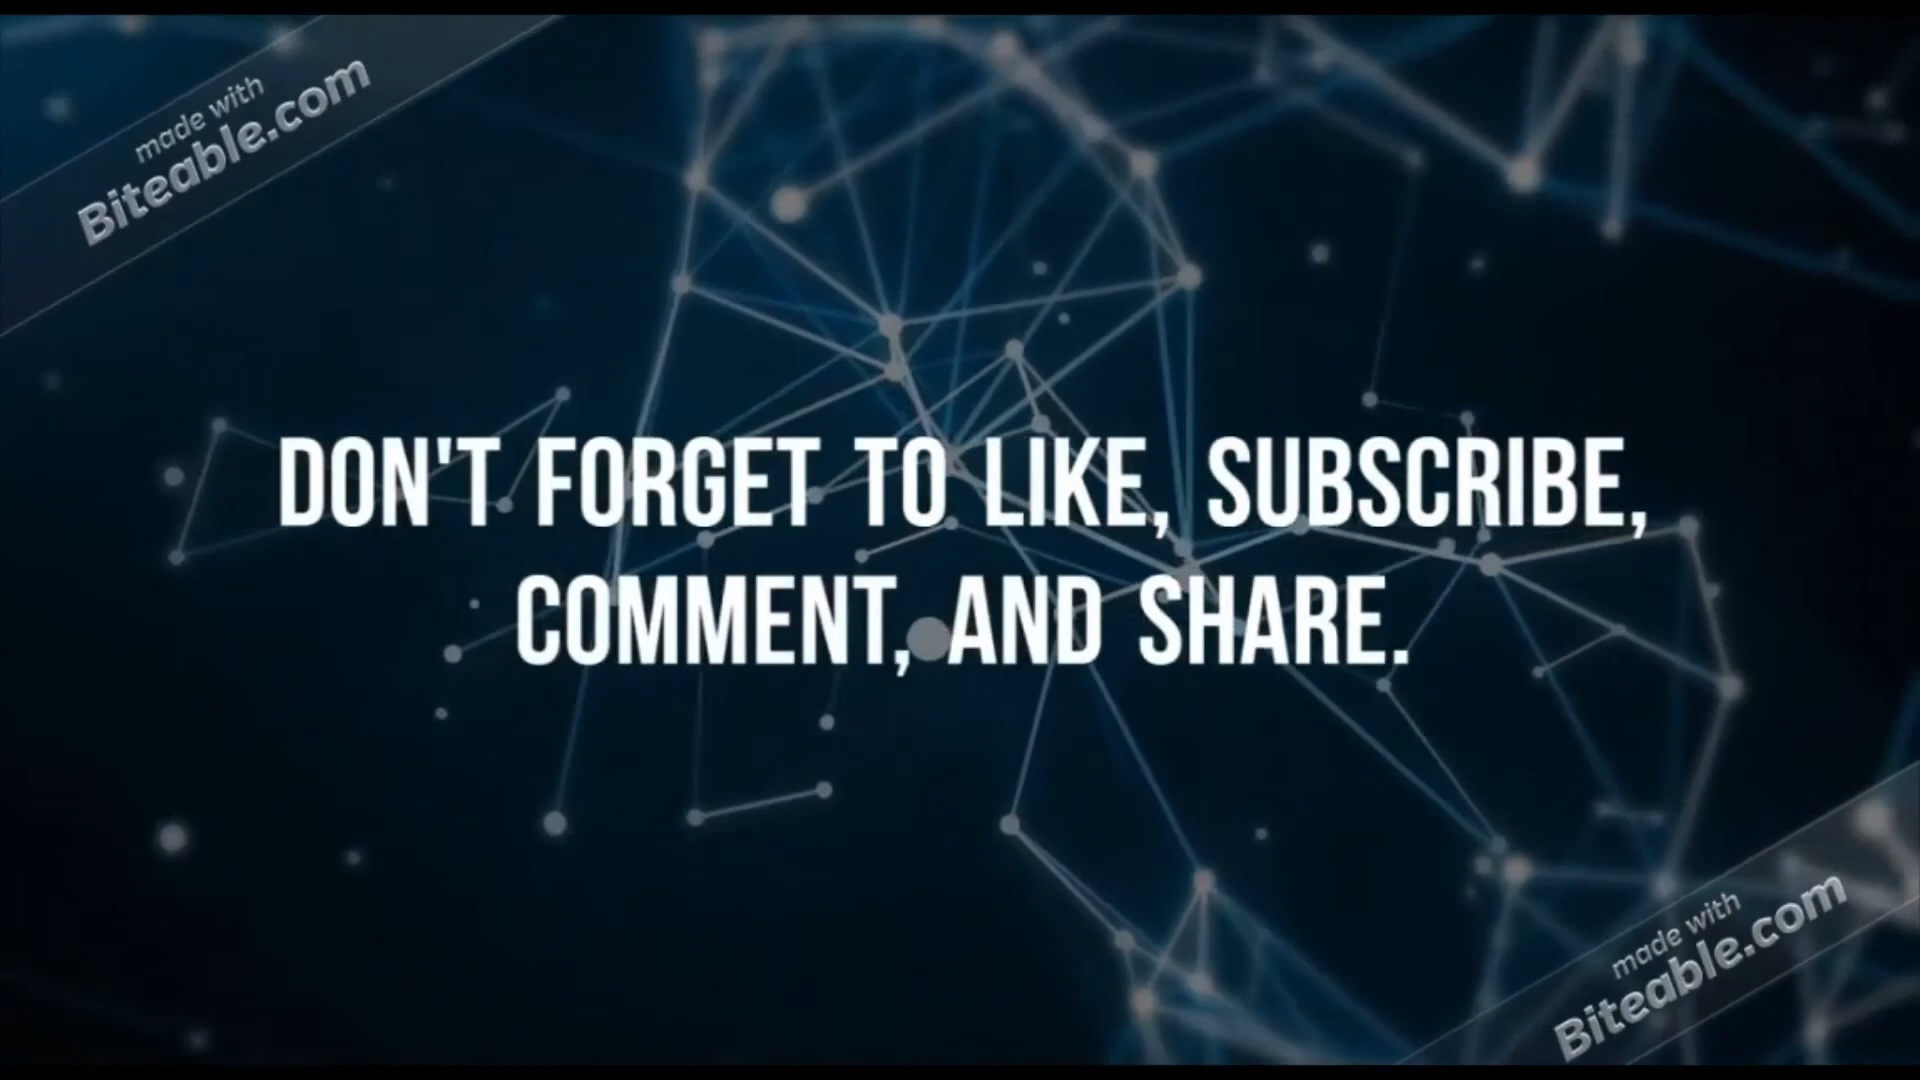 made with
Biteable.com
DON'T FORGET TO LIKE, SUBSCRIBE,
COMMENT, AND SHARE.
made with
Biteable.com